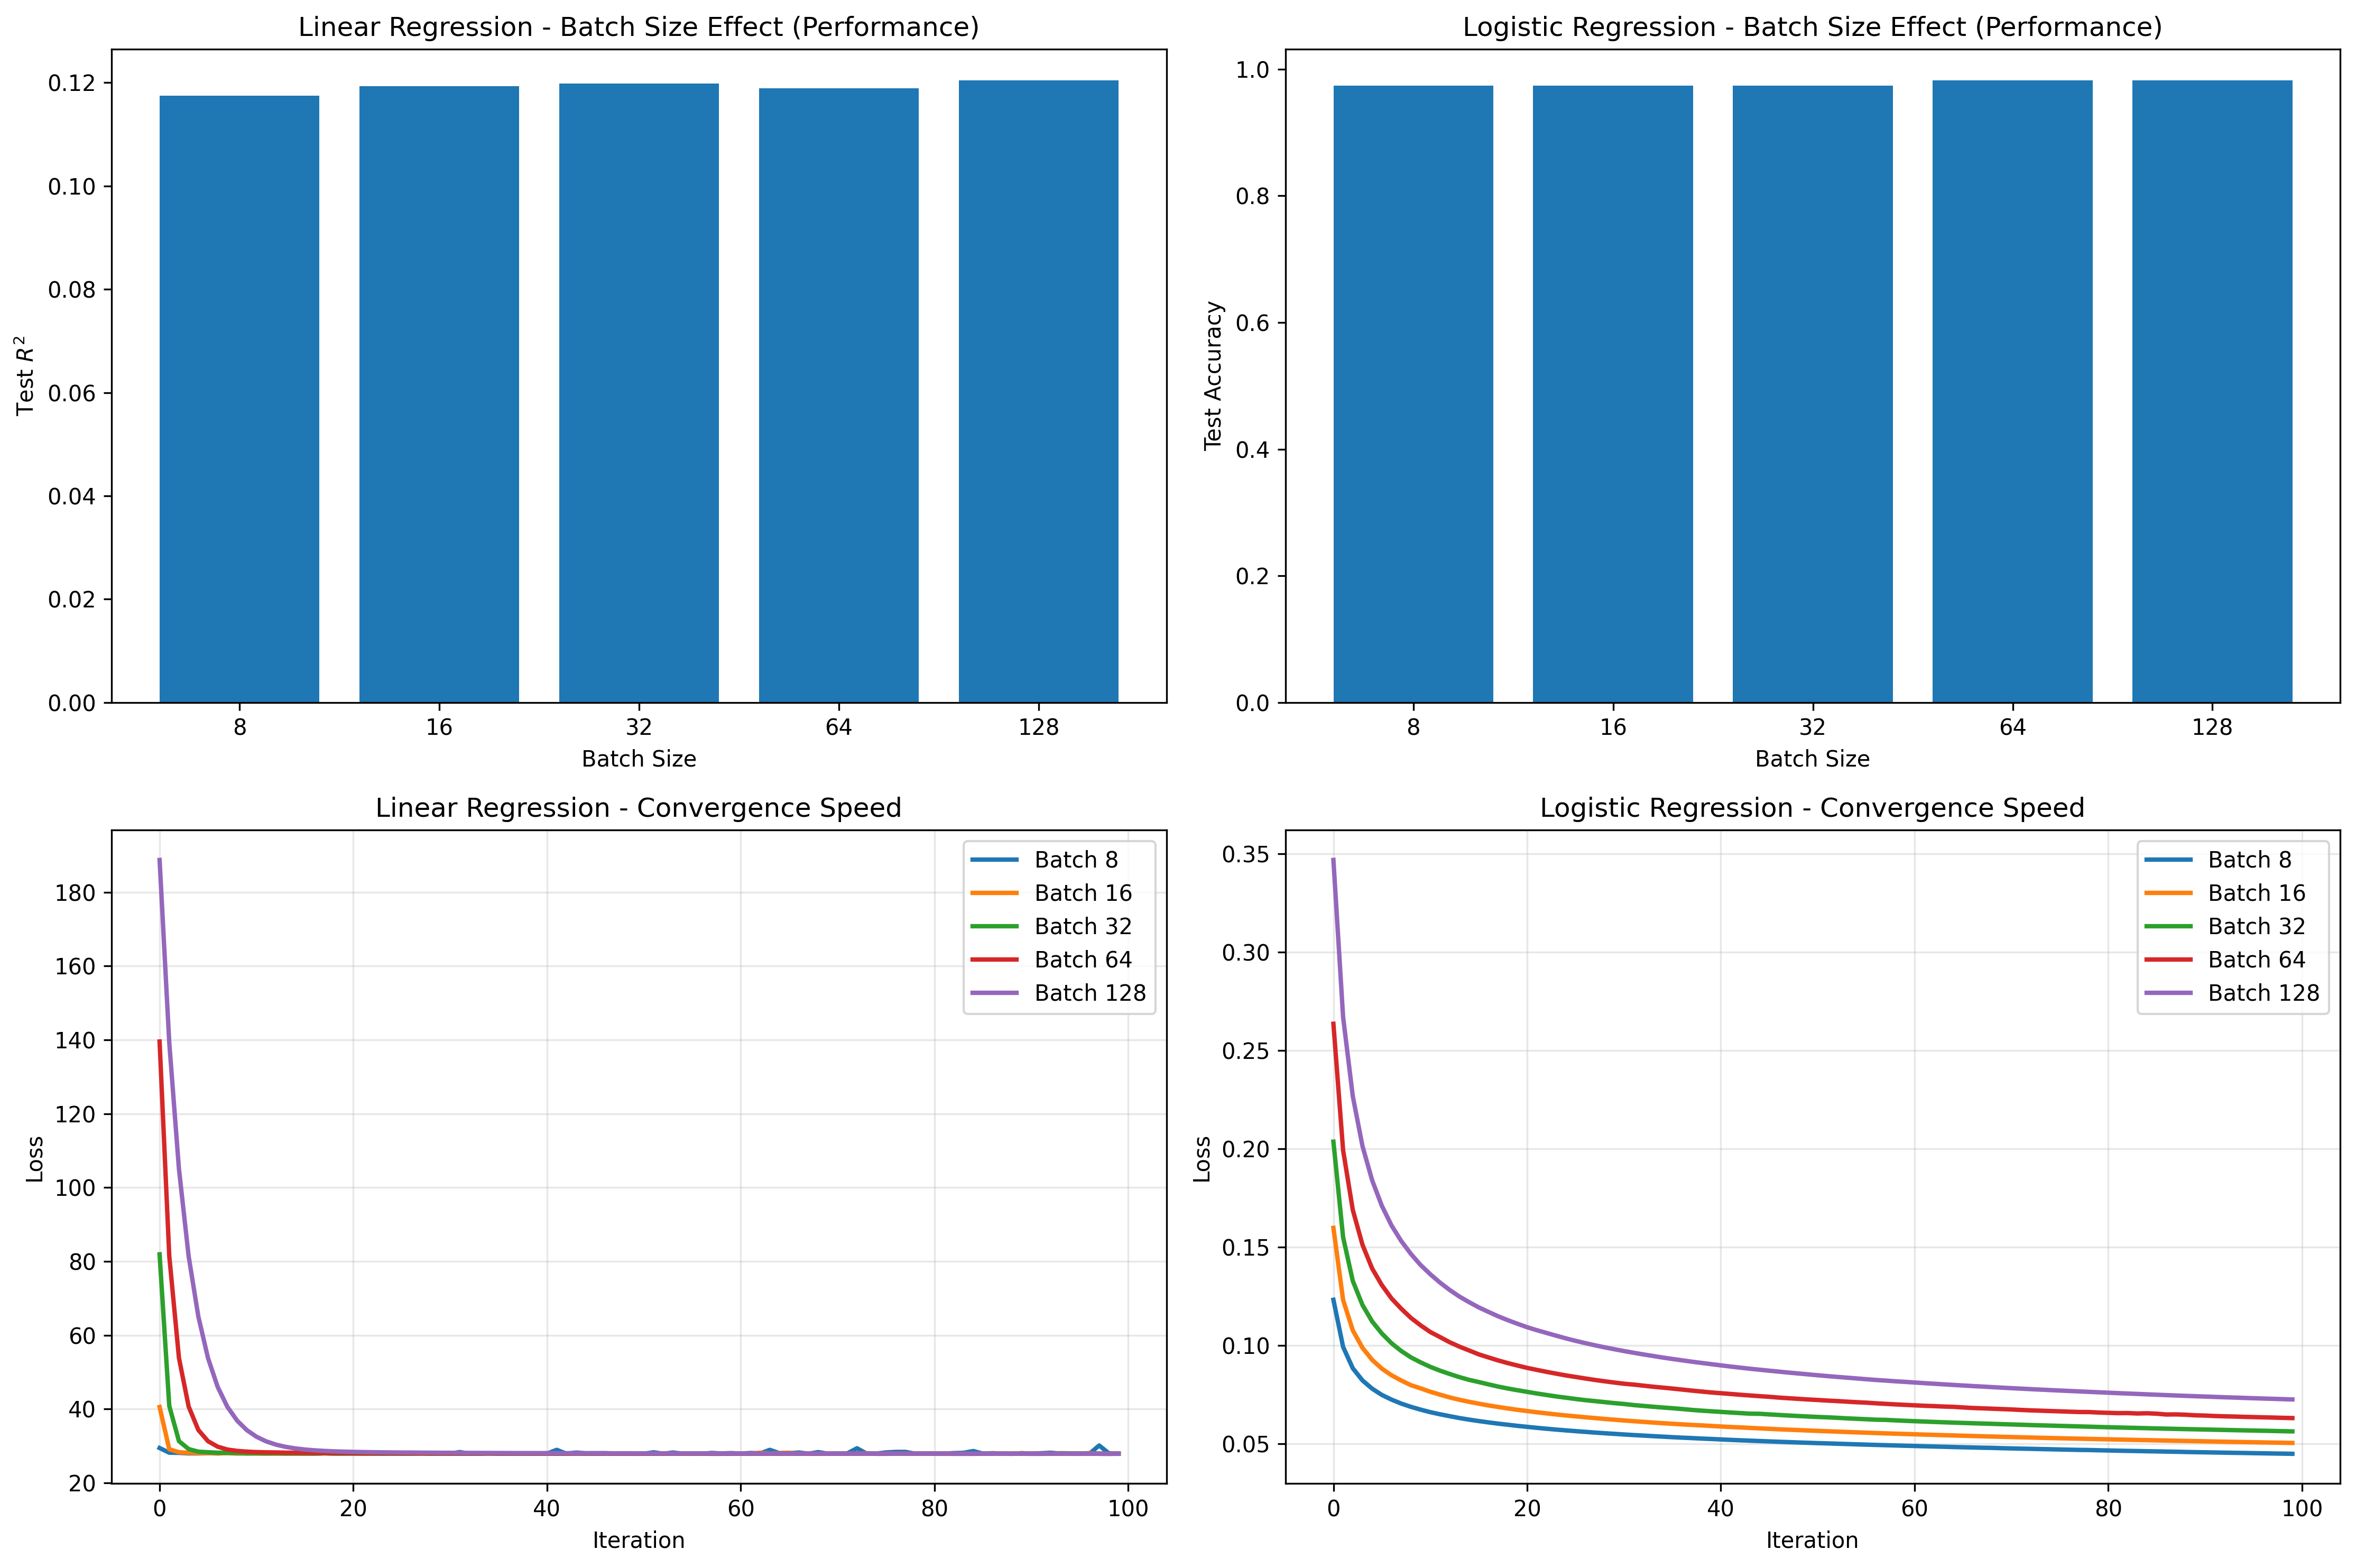 Linear Regression - Batch Size Effect (Performance)
Test R²
0.12
0.10
0.08
0.06
0.04
0.02
0.00
8 16 32 64 128
Batch Size
Logistic Regression - Batch Size Effect (Performance)
Test Accuracy
1.0
0.8
0.6
0.4
0.2
0.0
8 16 32 64 128
Batch Size
Linear Regression - Convergence Speed
Loss
180
160
140
120
100
80
60
40
20
Batch 8
Batch 16
Batch 32
Batch 64
Batch 128
0 20 40 60 80 100
Iteration
Logistic Regression - Convergence Speed
Loss
0.35
0.30
0.25
0.20
0.15
0.10
0.05
Batch 8
Batch 16
Batch 32
Batch 64
Batch 128
0 20 40 60 80 100
Iteration